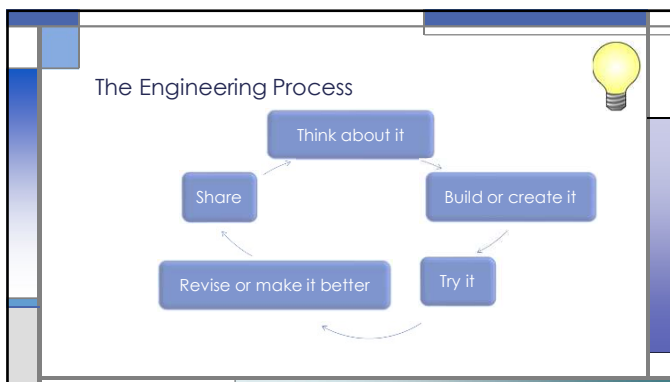 The Engineering Process
Think about it
Build or create it
Try it
Revise or make it better
Share